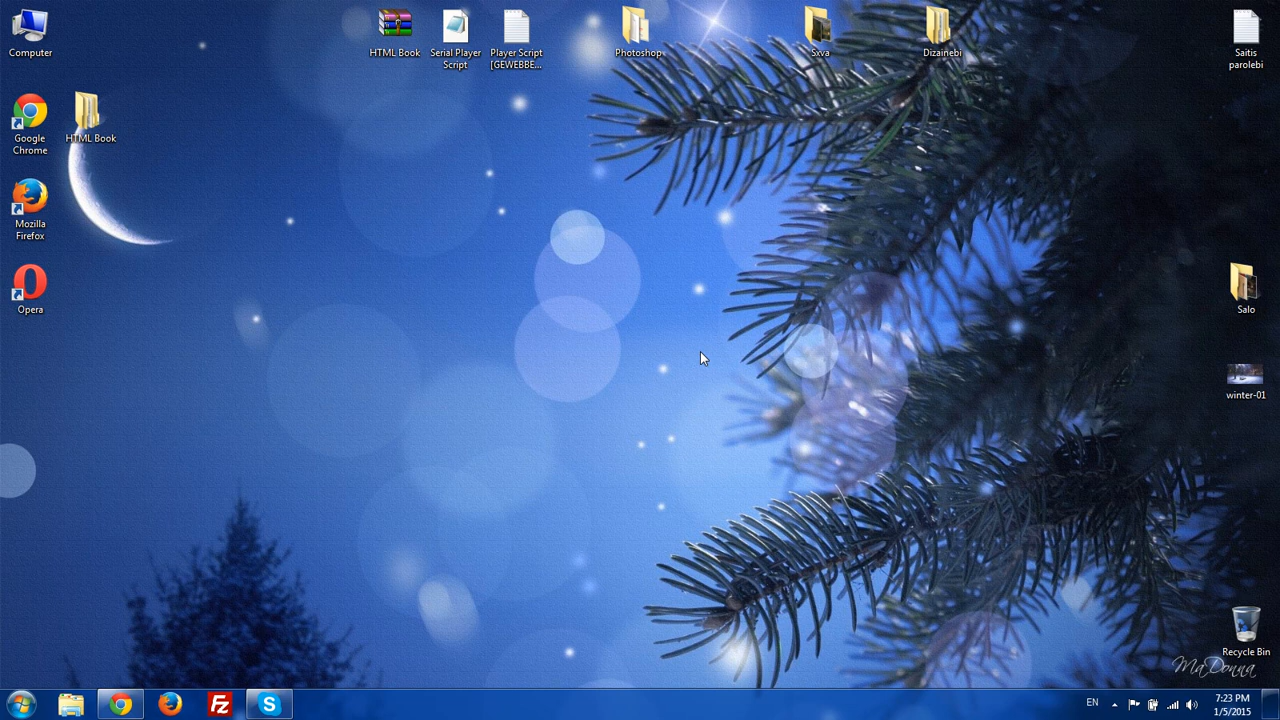 Computer
HTML Book
Serial Player
Script
Player Script
[GEWEBBE...
Photoshop
Sxva
Dizainebi
Saitis
parolebi
Google
Chrome
HTML Book
Mozilla
Firefox
Opera
Salo
winter-01
Recycle Bin
MaDonna
EN
7:23 PM
1/5/2015